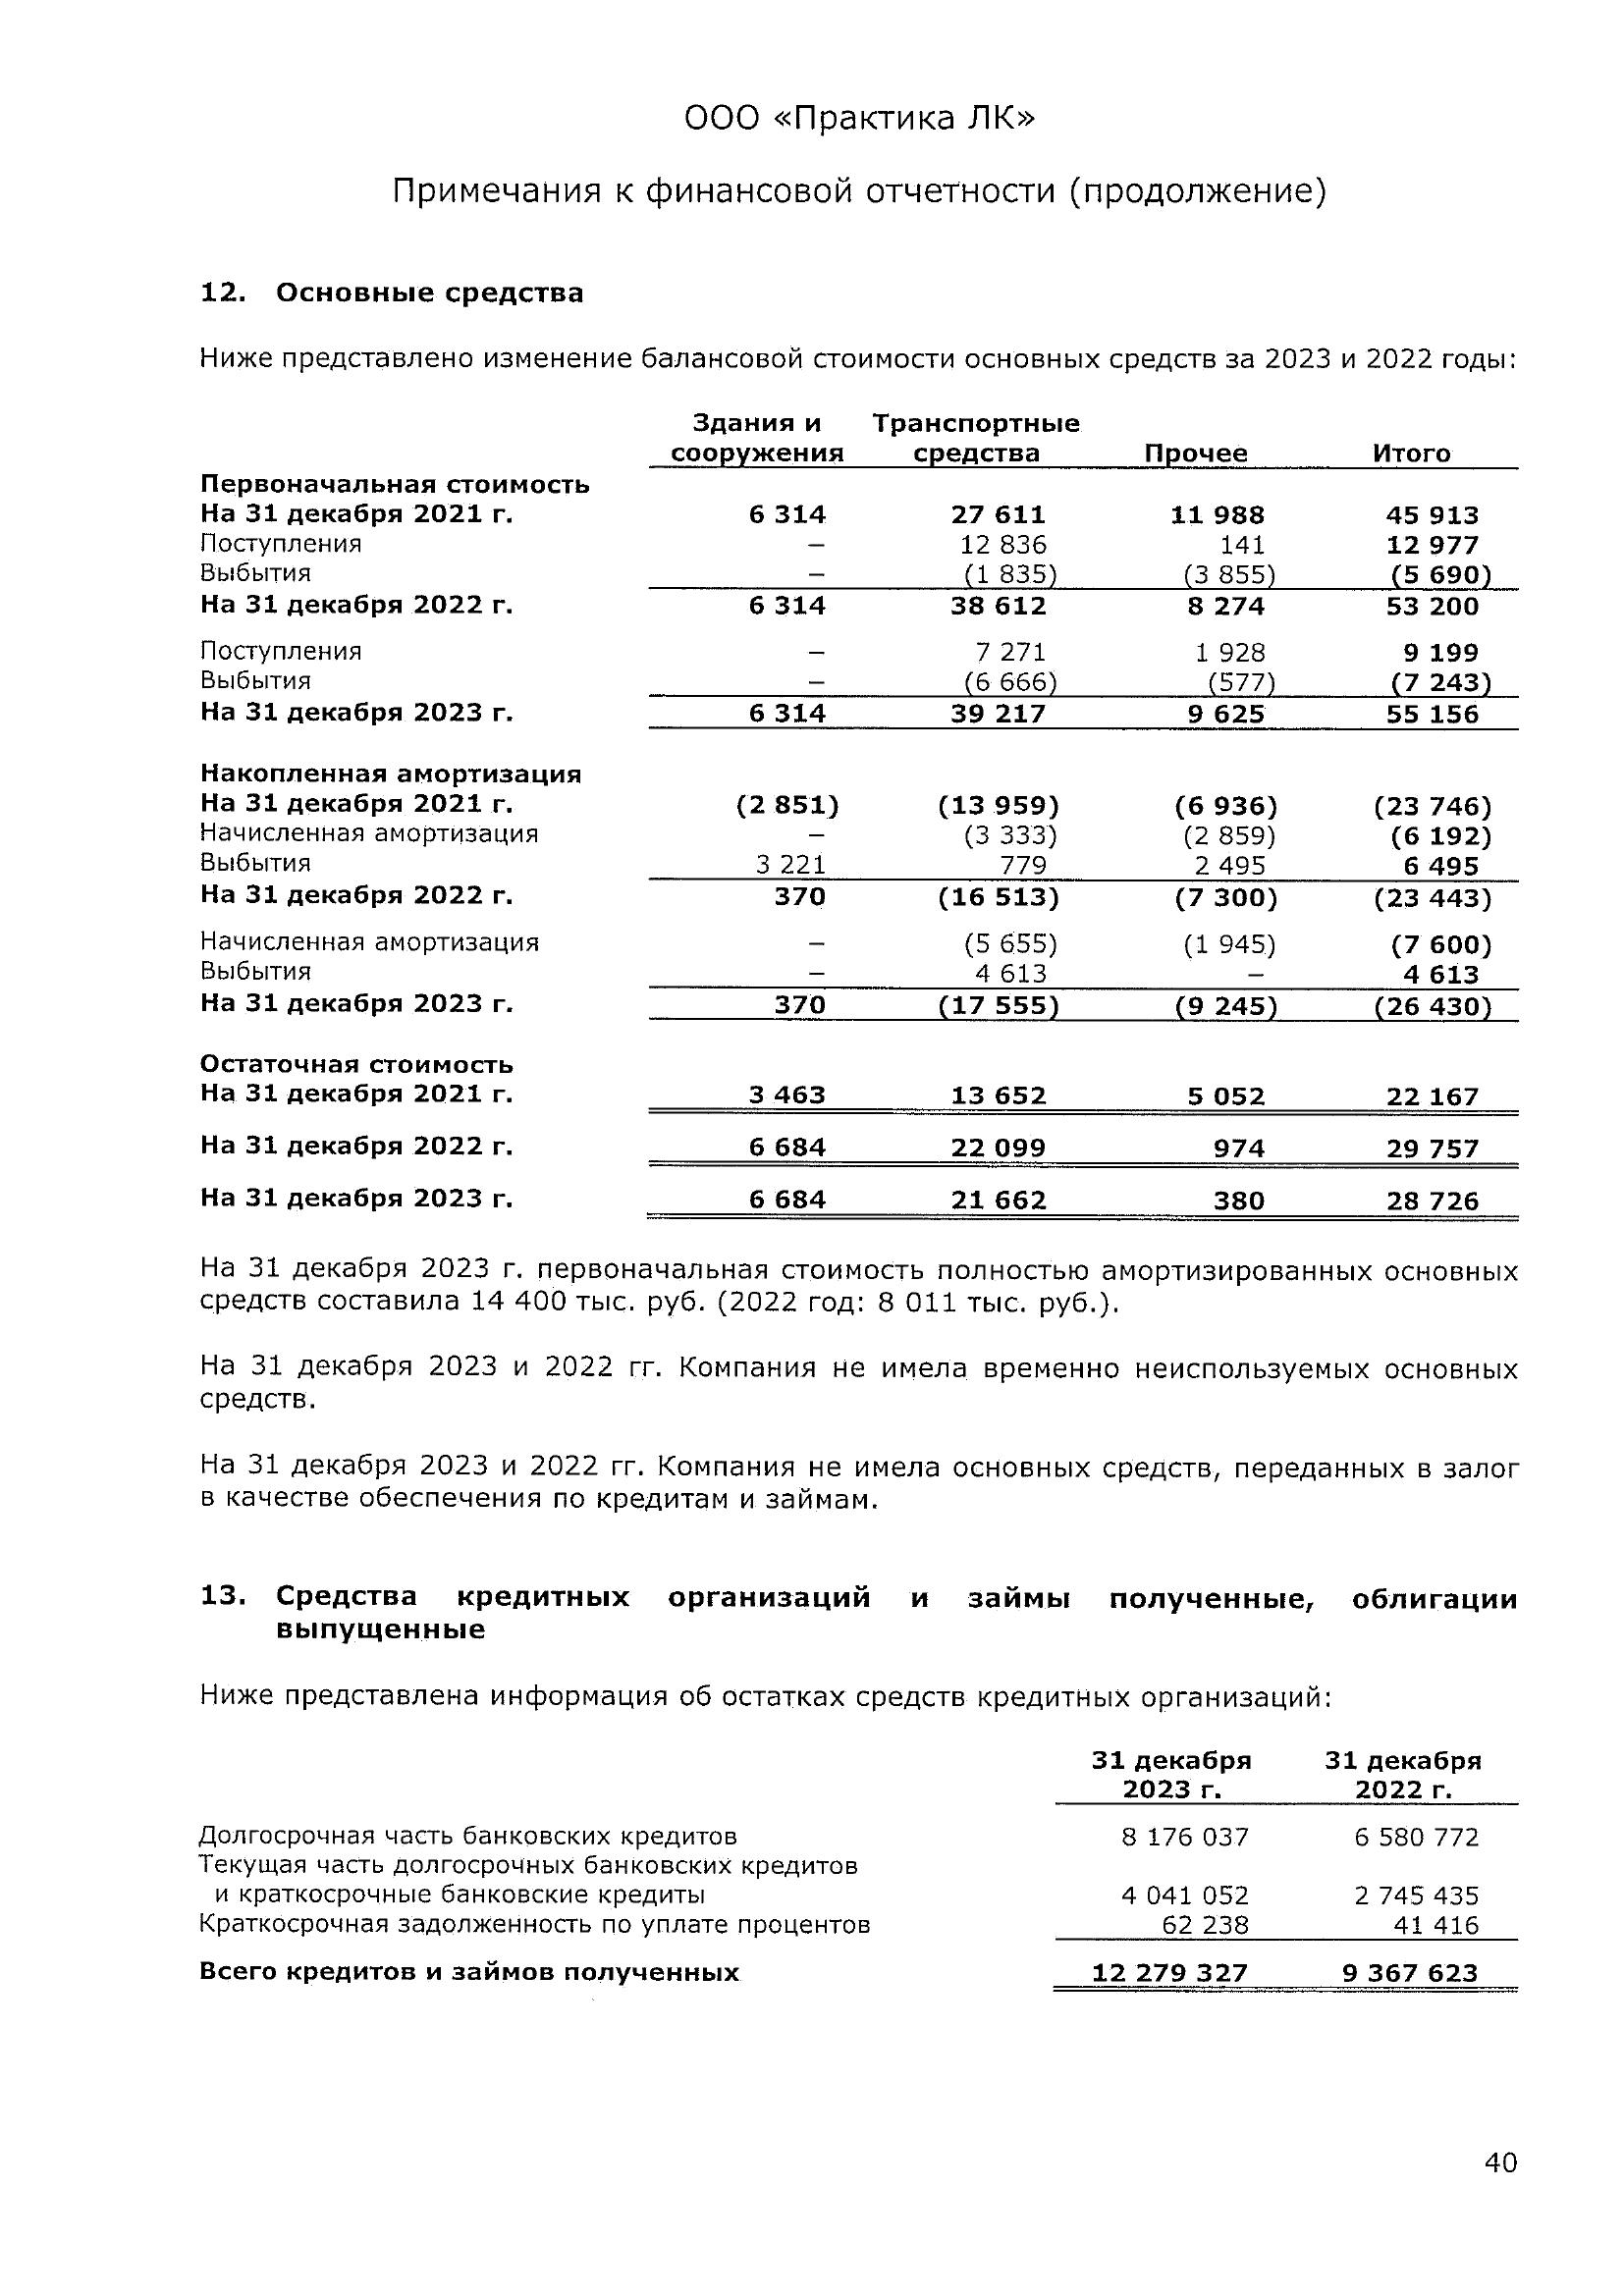 ООО «Практика ЛК»
Примечания к финансовой отчетности (продолжение)
12. Основные средства
Ниже представлено изменение балансовой стоимости основных средств за 2023 и 2022 годы:
Здания и Транспортные
сооружения средства Прочее Итого
Первоначальная стоимость
На 31 декабря 2021 г. 6 314 27 611 11 988 45 913
Поступления – 12 836 141 12 977
Выбытия – (1 835) (3 855) (5 690)
На 31 декабря 2022 г. 6 314 38 612 8 274 53 200
Поступления – 7 271 1 928 9 199
Выбытия – (6 666) (577) (7 243)
На 31 декабря 2023 г. 6 314 39 217 9 625 55 156
Накопленная амортизация
На 31 декабря 2021 г. (2 851) (13 959) (6 936) (23 746)
Начисленная амортизация – (3 333) (2 859) (6 192)
Выбытия 3 221 779 2 495 6 495
На 31 декабря 2022 г. 370 (16 513) (7 300) (23 443)
Начисленная амортизация – (5 655) (1 945) (7 600)
Выбытия – 4 613 – 4 613
На 31 декабря 2023 г. 370 (17 555) (9 245) (26 430)
Остаточная стоимость
На 31 декабря 2021 г. 3 463 13 652 5 052 22 167
На 31 декабря 2022 г. 6 684 22 099 974 29 757
На 31 декабря 2023 г. 6 684 21 662 380 28 726
На 31 декабря 2023 г. первоначальная стоимость полностью амортизированных основных
средств составила 14 400 тыс. руб. (2022 год: 8 011 тыс. руб.).
На 31 декабря 2023 и 2022 гг. Компания не имела временно неиспользуемых основных
средств.
На 31 декабря 2023 и 2022 гг. Компания не имела основных средств, переданных в залог
в качестве обеспечения по кредитам и займам.
13. Средства кредитных организаций и займы полученные, облигации
выпущенные
Ниже представлена информация об остатках средств кредитных организаций:
31 декабря 31 декабря
2023 г. 2022 г.
Долгосрочная часть банковских кредитов 8 176 037 6 580 772
Текущая часть долгосрочных банковских кредитов
и краткосрочные банковские кредиты 4 041 052 2 745 435
Краткосрочная задолженность по уплате процентов 62 238 41 416
Всего кредитов и займов полученных 12 279 327 9 367 623
40